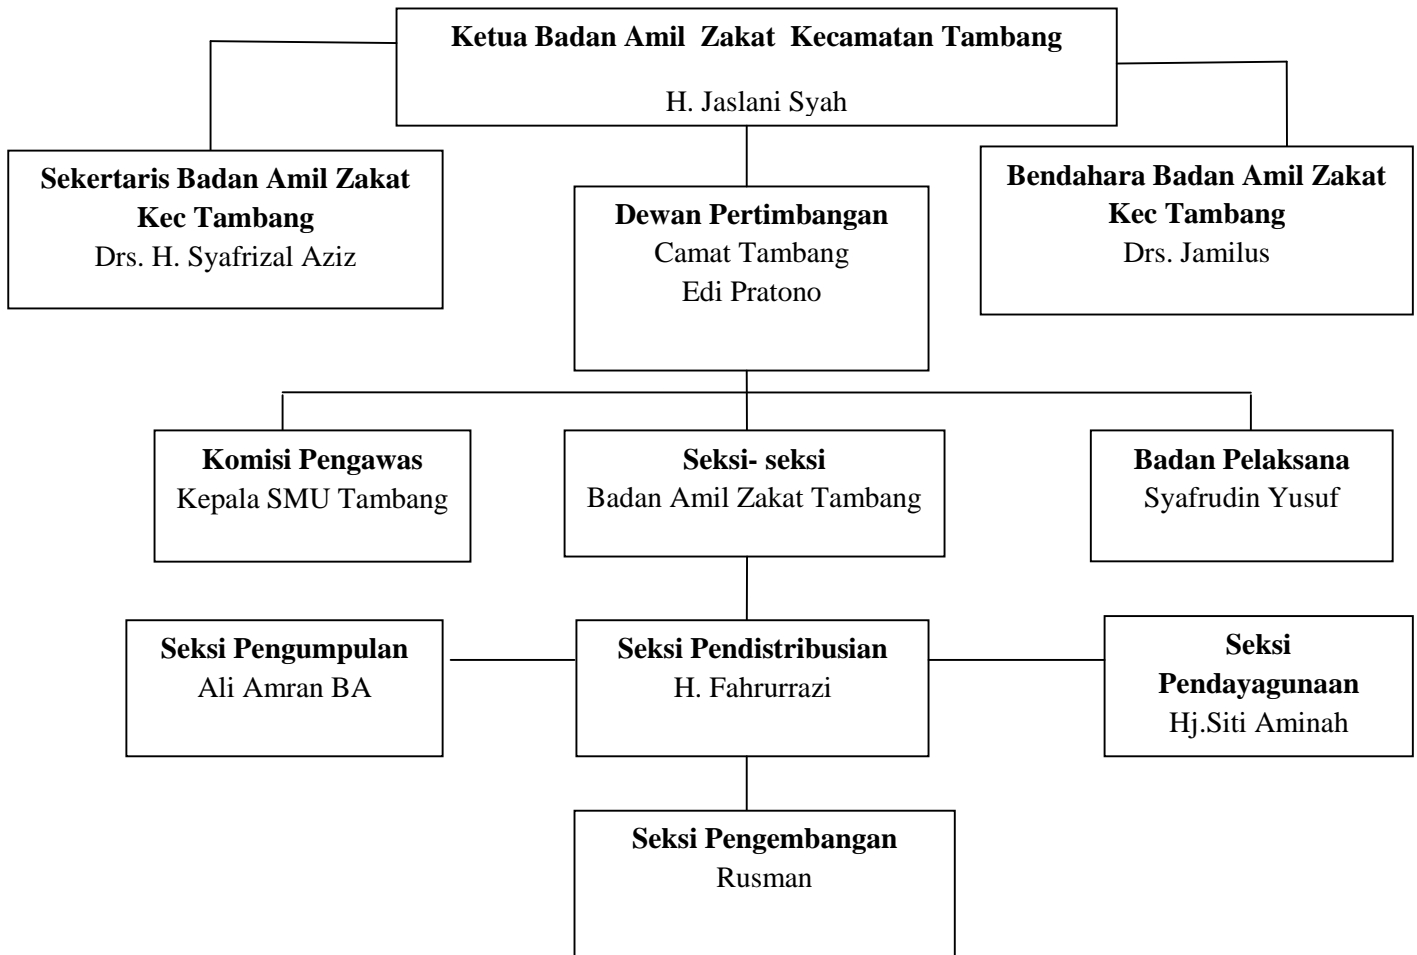 Ketua Badan Amil Zakat Kecamatan Tambang
H. Jaslani Syah
Sekertaris Badan Amil Zakat
Kec Tambang
Drs. H. Syafrizal Aziz
Dewan Pertimbangan
Camat Tambang
Edi Pratono
Bendahara Badan Amil Zakat
Kec Tambang
Drs. Jamilus
Komisi Pengawas
Kepala SMU Tambang
Seksi- seksi
Badan Amil Zakat Tambang
Badan Pelaksana
Syafrudin Yusuf
Seksi Pengumpulan
Ali Amran BA
Seksi Pendistribusian
H. Fahrurrazi
Seksi
Pendayagunaan
Hj.Siti Aminah
Seksi Pengembangan
Rusman